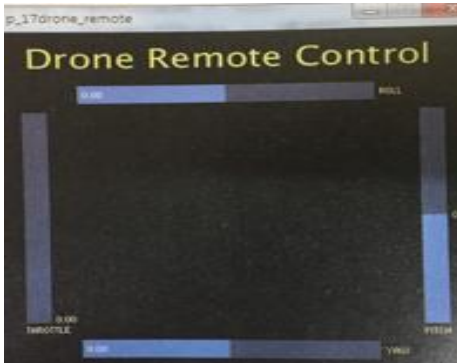 p_17drone_remote
Drone Remote Control
0.00 ROLL
0.00
THROTTLE
PITCH
0.00 YAW